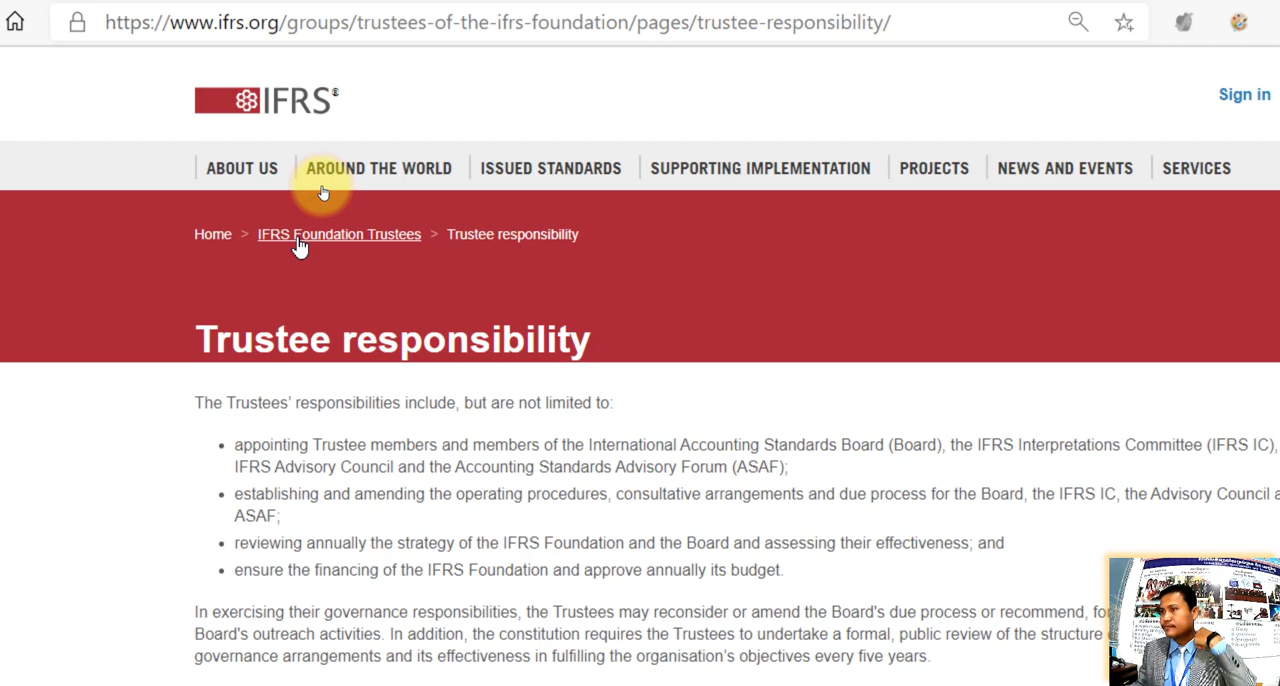 https://www.ifrs.org/groups/trustees-of-the-ifrs-foundation/pages/trustee-responsibility/
IFRS®
Sign in
ABOUT US
AROUND THE WORLD
ISSUED STANDARDS
SUPPORTING IMPLEMENTATION
PROJECTS
NEWS AND EVENTS
SERVICES
Home > IFRS Foundation Trustees > Trustee responsibility
Trustee responsibility
The Trustees' responsibilities include, but are not limited to:
• appointing Trustee members and members of the International Accounting Standards Board (Board), the IFRS Interpretations Committee (IFRS IC),
IFRS Advisory Council and the Accounting Standards Advisory Forum (ASAF);
• establishing and amending the operating procedures, consultative arrangements and due process for the Board, the IFRS IC, the Advisory Council
ASAF;
• reviewing annually the strategy of the IFRS Foundation and the Board and assessing their effectiveness; and
• ensure the financing of the IFRS Foundation and approve annually its budget.
In exercising their governance responsibilities, the Trustees may reconsider or amend the Board's due process or recommend,
Board's outreach activities. In addition, the constitution requires the Trustees to undertake a formal, public review of the structure
governance arrangements and its effectiveness in fulfilling the organisation's objectives every five years.